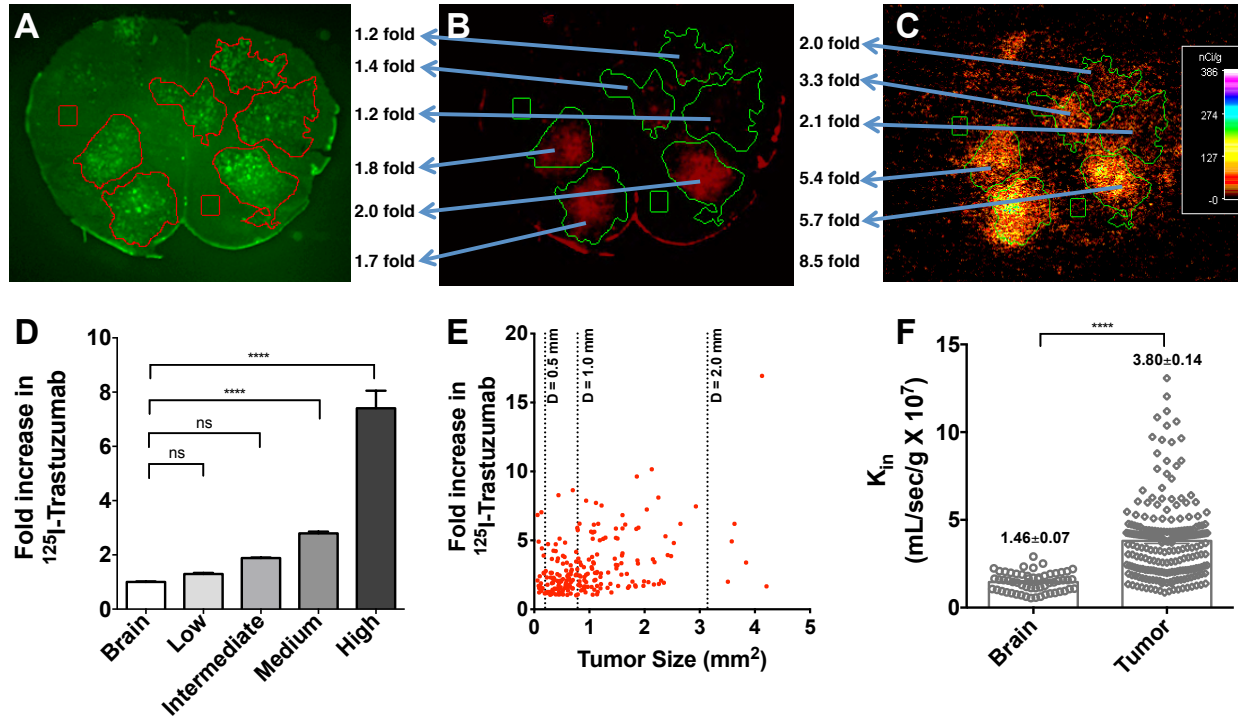 A
1.2 fold
1.4 fold
1.2 fold
1.8 fold
2.0 fold
1.7 fold
B
2.0 fold
3.3 fold
2.1 fold
5.4 fold
5.7 fold
8.5 fold
C
nCi/g
386
274
127
-0
D
Fold increase in
¹²⁵I-Trastuzumab
10
8
6
4
2
0
****
****
ns
ns
Brain
Low
Intermediate
Medium
High
E
Fold increase in
¹²⁵I-Trastuzumab
20
15
10
5
0
D = 0.5 mm
D = 1.0 mm
D = 2.0 mm
0
1
2
3
4
5
Tumor Size (mm²)
F
K_in
(mL/sec/g X 10⁷)
15
10
5
0
****
1.46±0.07
3.80±0.14
Brain
Tumor